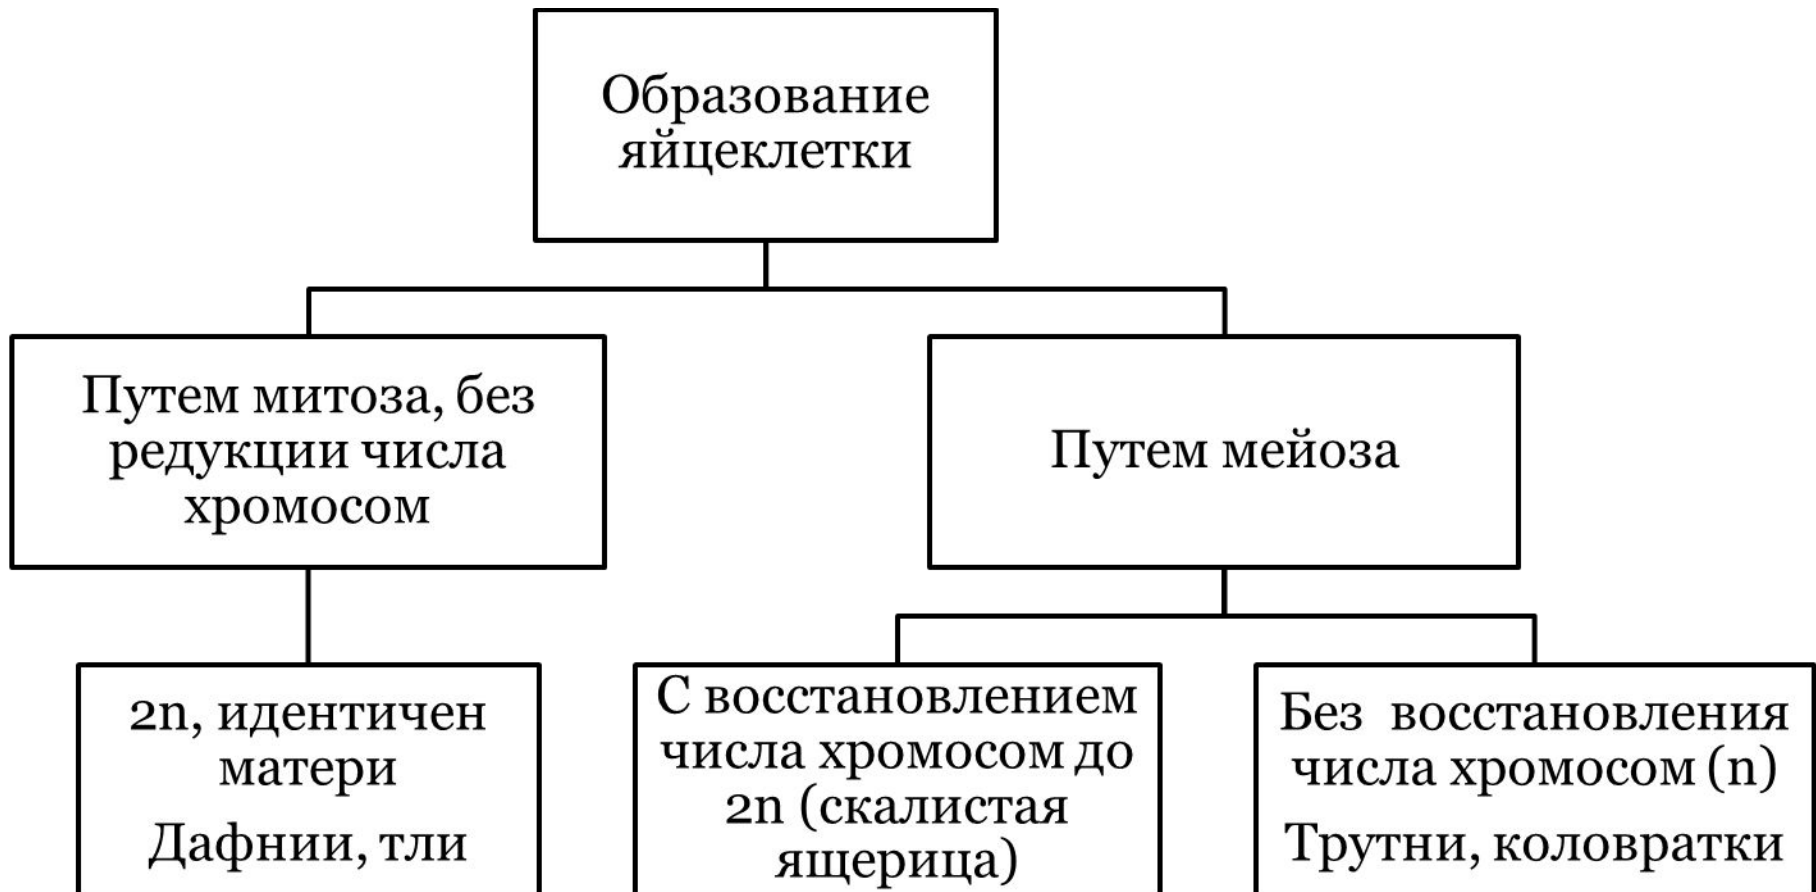 Образование
яйцеклетки
Путем митоза, без
редукции числа
хромосом
Путем мейоза
2n, идентичен
матери
Дафнии, тли
С восстановлением
числа хромосом до
2n (скалистая
ящерица)
Без восстановления
числа хромосом (n)
Трутни, коловратки